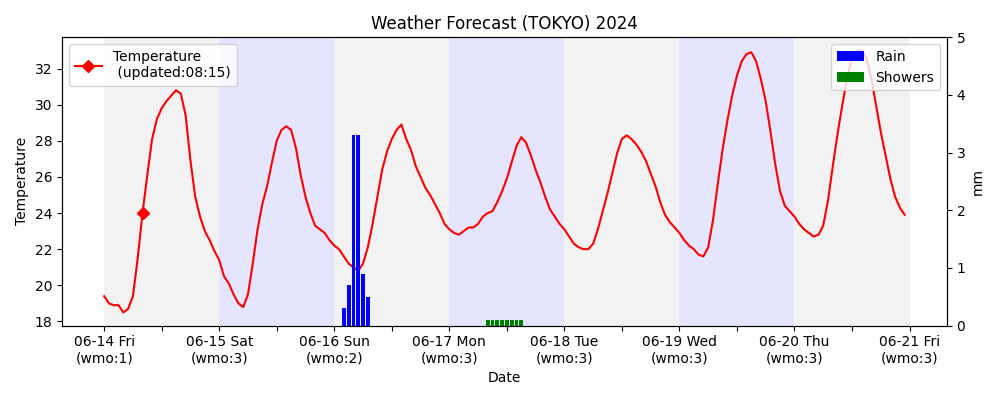 Weather Forecast (TOKYO) 2024
Temperature
(updated:08:15)
Rain
Showers
32
30
28
26
24
22
20
18
Temperature
5
4
3
2
1
0
mm
06-14 Fri
(wmo:1)
06-15 Sat
(wmo:3)
06-16 Sun
(wmo:2)
06-17 Mon
(wmo:3)
06-18 Tue
(wmo:3)
06-19 Wed
(wmo:3)
06-20 Thu
(wmo:3)
06-21 Fri
(wmo:3)
Date